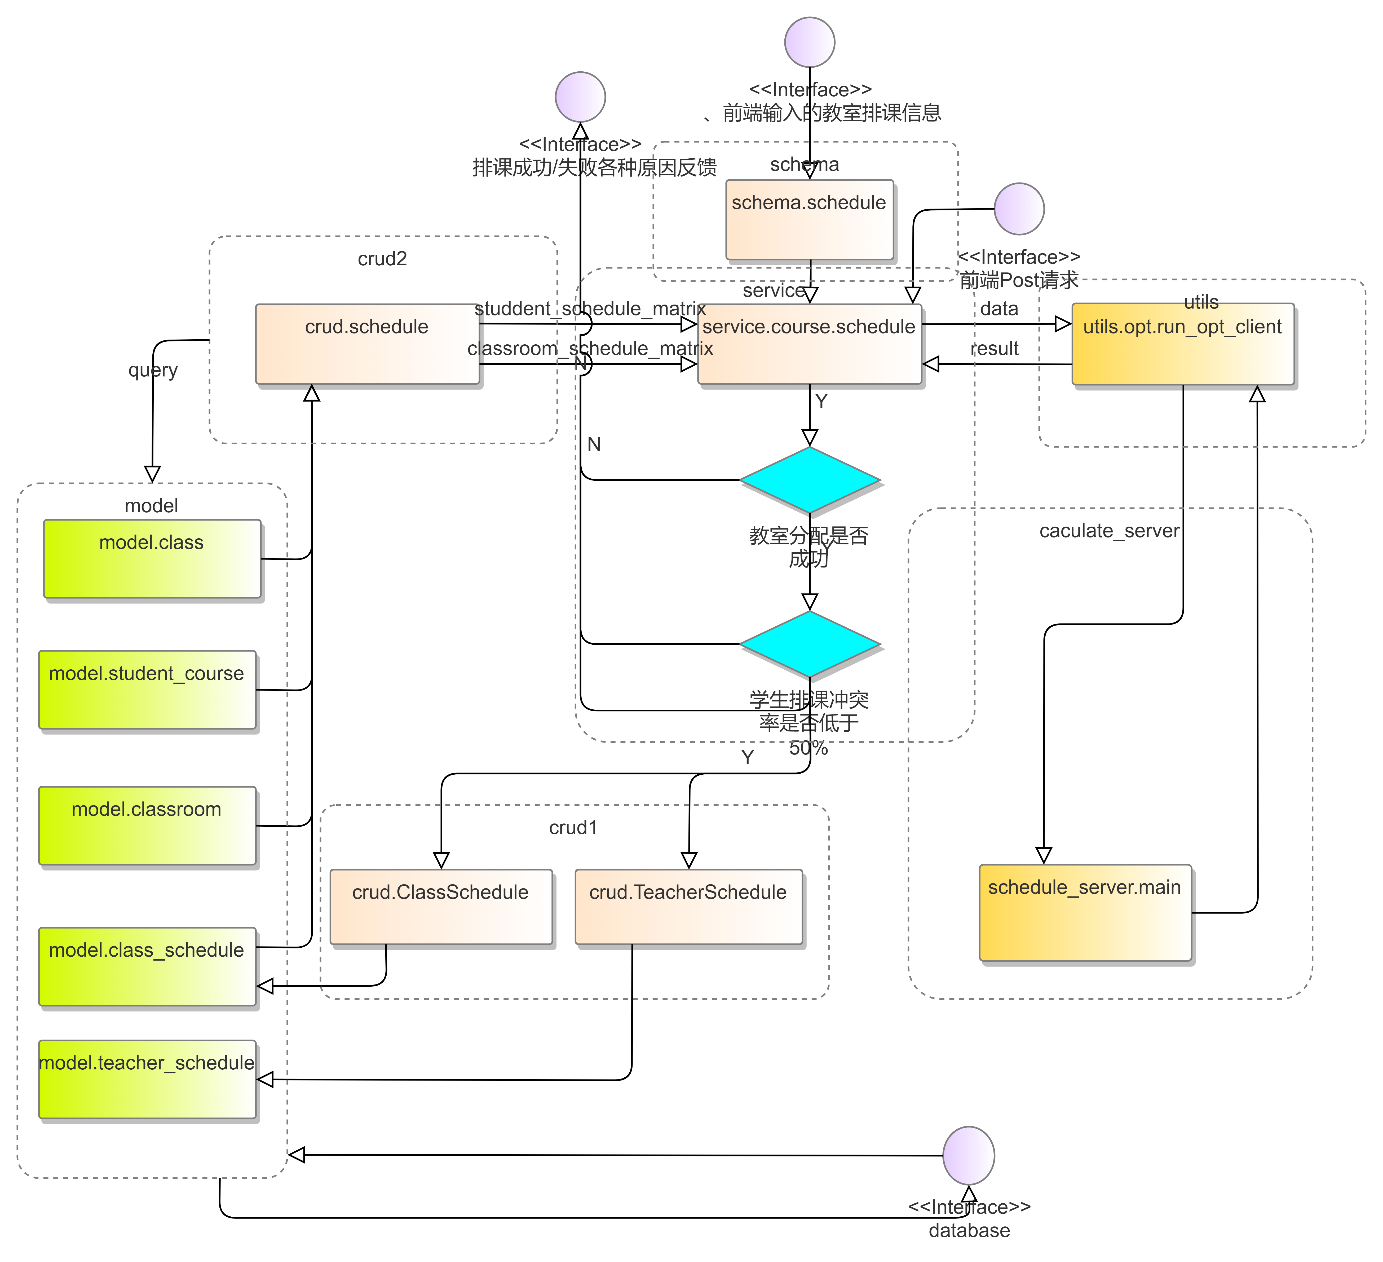 <<Interface>>
、前端输入的教室排课信息
<<Interface>>
排课成功/失败各种原因反馈
schema
schema.schedule
<<Interface>>
前端Post请求
crud2
crud.schedule
studdent_schedule_matrix
classroom_schedule_matrix
N
service
service.course.schedule
data
result
utils
utils.opt.run_opt_client
query
Y
N
教室分配是否
成功
Y
caculate_server
model
model.class
model.student_course
model.classroom
model.class_schedule
model.teacher_schedule
学生排课冲突
率是否低于
50%
Y
crud1
crud.ClassSchedule
crud.TeacherSchedule
schedule_server.main
<<Interface>>
database